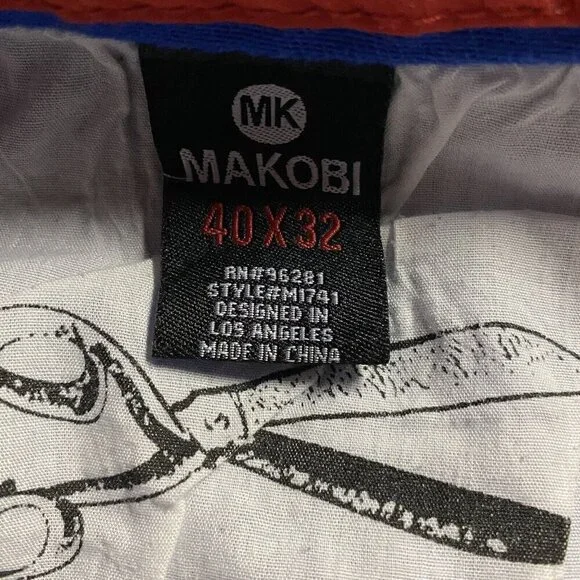 MK
MAKOBI
40 X 32
RN#96281
STYLE#M1741
DESIGNED IN
LOS ANGELES
MADE IN CHINA